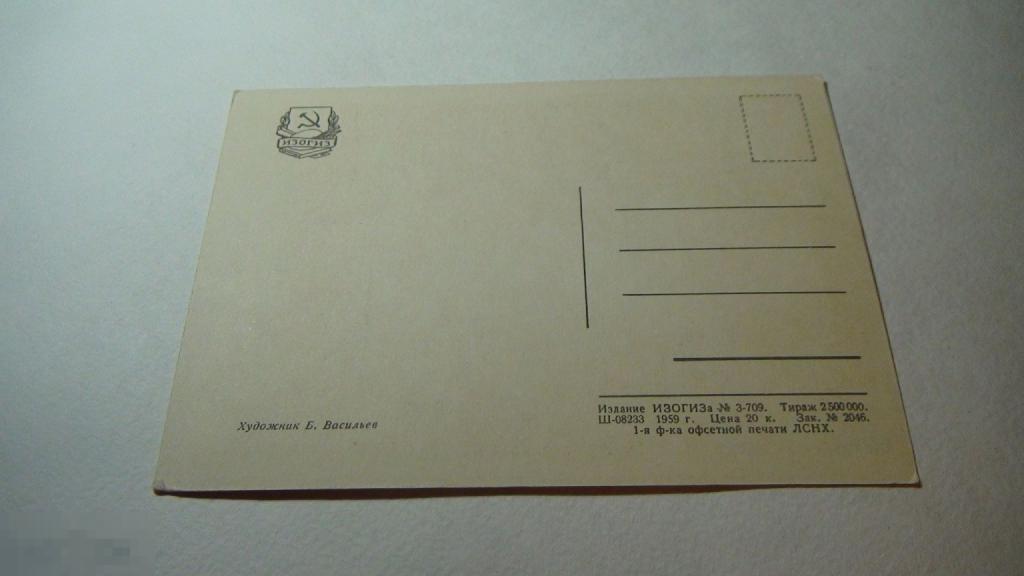 ИЗОГИЗ
Художник Б. Васильев
Издание ИЗОГИЗа № 3-709. Тираж 2 500 000.
Ш-08233 1959 г. Цена 20 к. Зак. № 2046.
1-я ф-ка офсетной печати ЛСНХ.